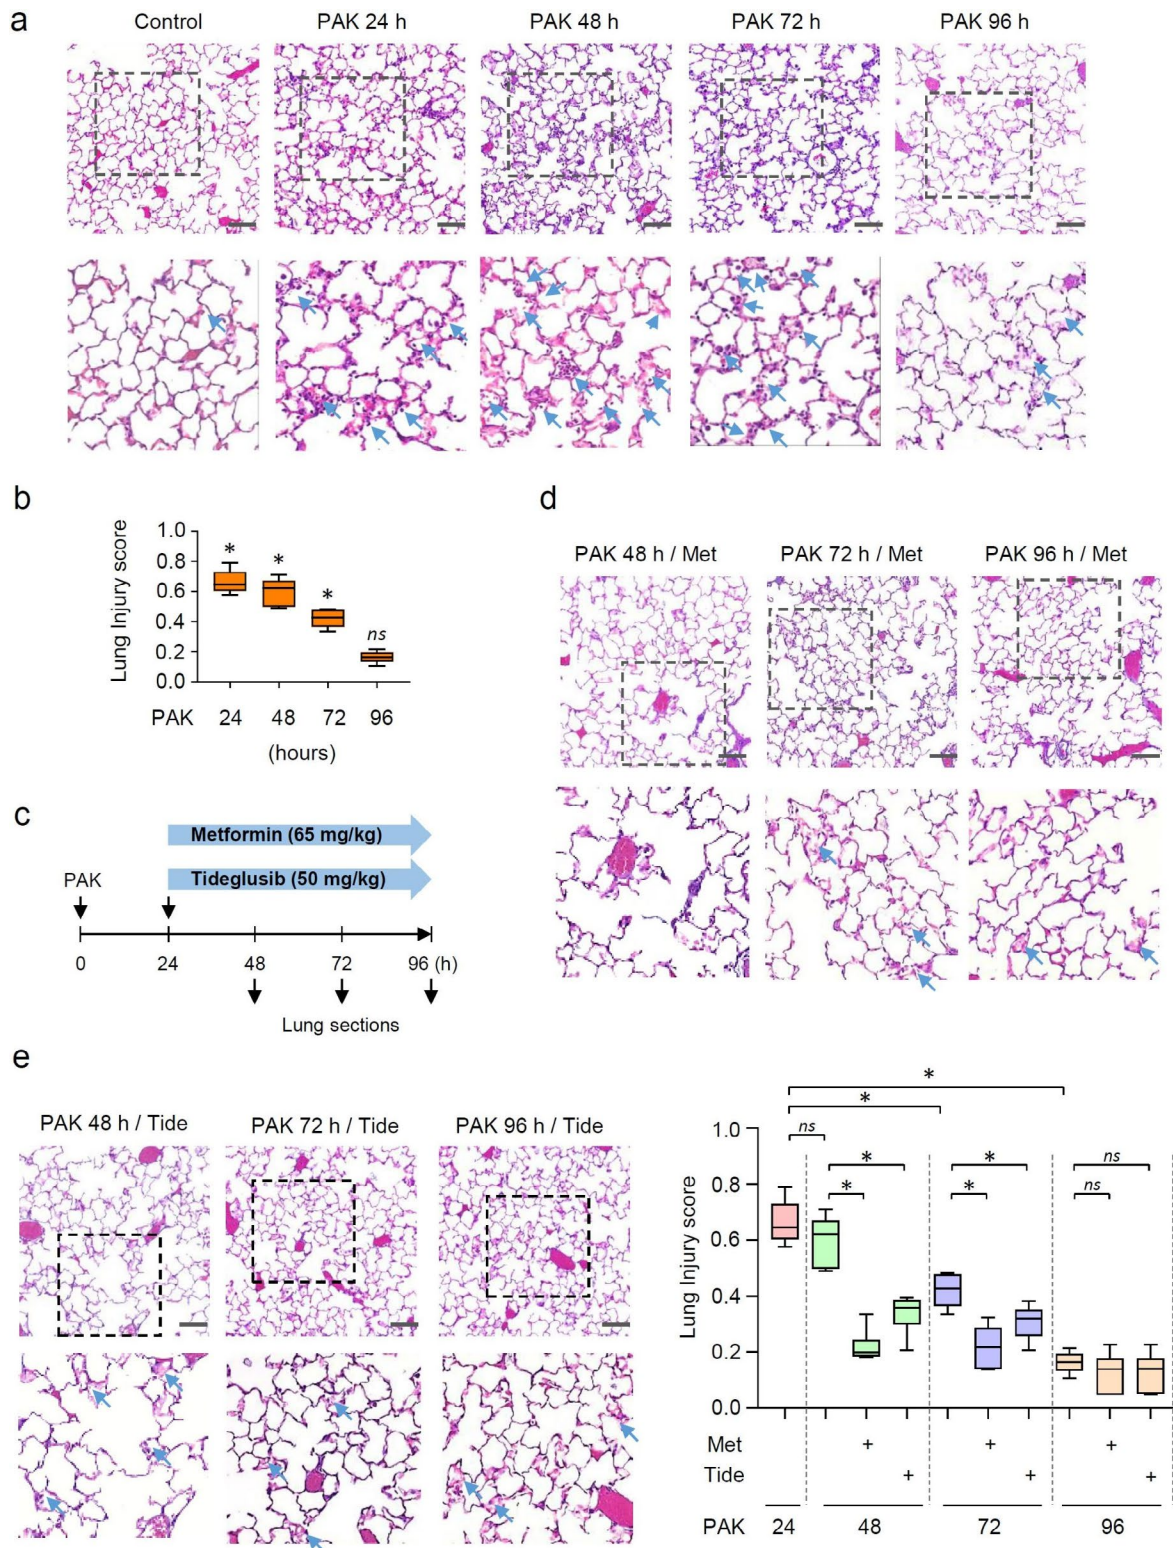 a
Control PAK 24 h PAK 48 h PAK 72 h PAK 96 h
b
Lung Injury score
1.0
0.8
0.6
0.4
0.2
0.0
* * * ns
PAK 24 48 72 96
(hours)
c
Metformin (65 mg/kg)
Tideglusib (50 mg/kg)
PAK
0 24 48 72 96 (h)
Lung sections
d
PAK 48 h / Met PAK 72 h / Met PAK 96 h / Met
e
PAK 48 h / Tide PAK 72 h / Tide PAK 96 h / Tide
Lung Injury score
1.0
0.8
0.6
0.4
0.2
0.0
*
*
ns
* * ns
* * ns
Met + + +
Tide + + +
PAK 24 48 72 96